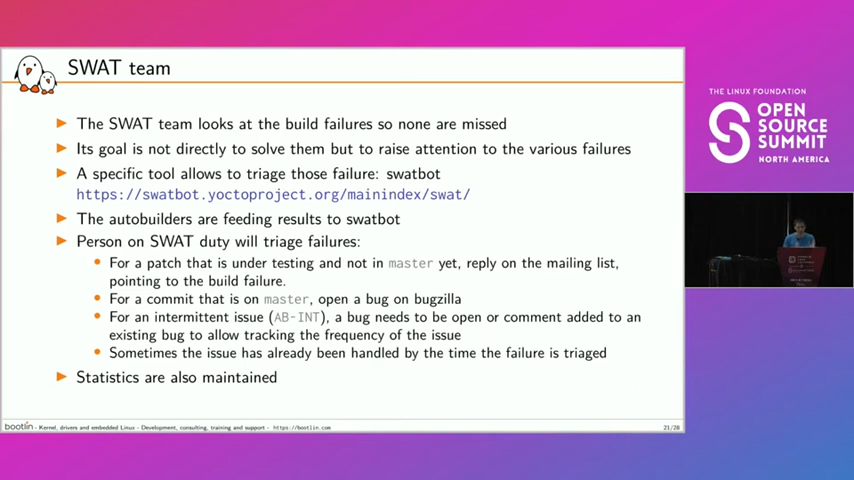 SWAT team
The SWAT team looks at the build failures so none are missed
Its goal is not directly to solve them but to raise attention to the various failures
A specific tool allows to triage those failure: swatbot
https://swatbot.yoctoproject.org/mainindex/swat/
The autobuilders are feeding results to swatbot
Person on SWAT duty will triage failures:
For a patch that is under testing and not in master yet, reply on the mailing list,
pointing to the build failure.
For a commit that is on master, open a bug on bugzilla
For an intermittent issue (AB-INT), a bug needs to be open or comment added to an
existing bug to allow tracking the frequency of the issue
Sometimes the issue has already been handled by the time the failure is triaged
Statistics are also maintained
bootlin - Kernel, drivers and embedded Linux - Development, consulting, training and support - https://bootlin.com
21/28
THE LINUX FOUNDATION
OPEN
SOURCE
SUMMIT
NORTH AMERICA